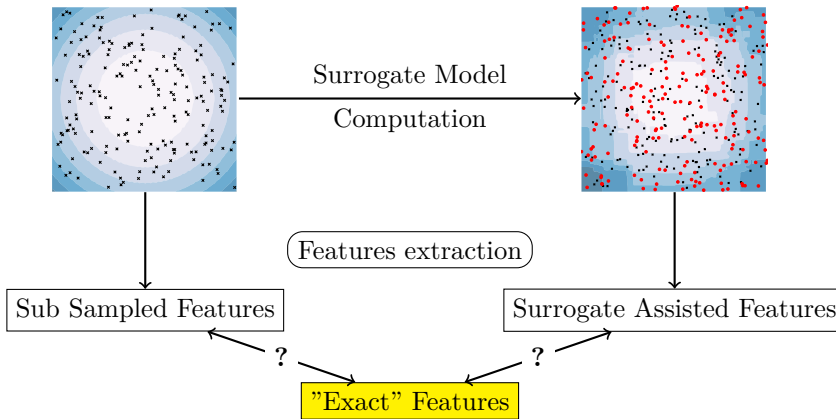 Surrogate Model
Computation
Features extraction
Sub Sampled Features
Surrogate Assisted Features
?
?
"Exact" Features